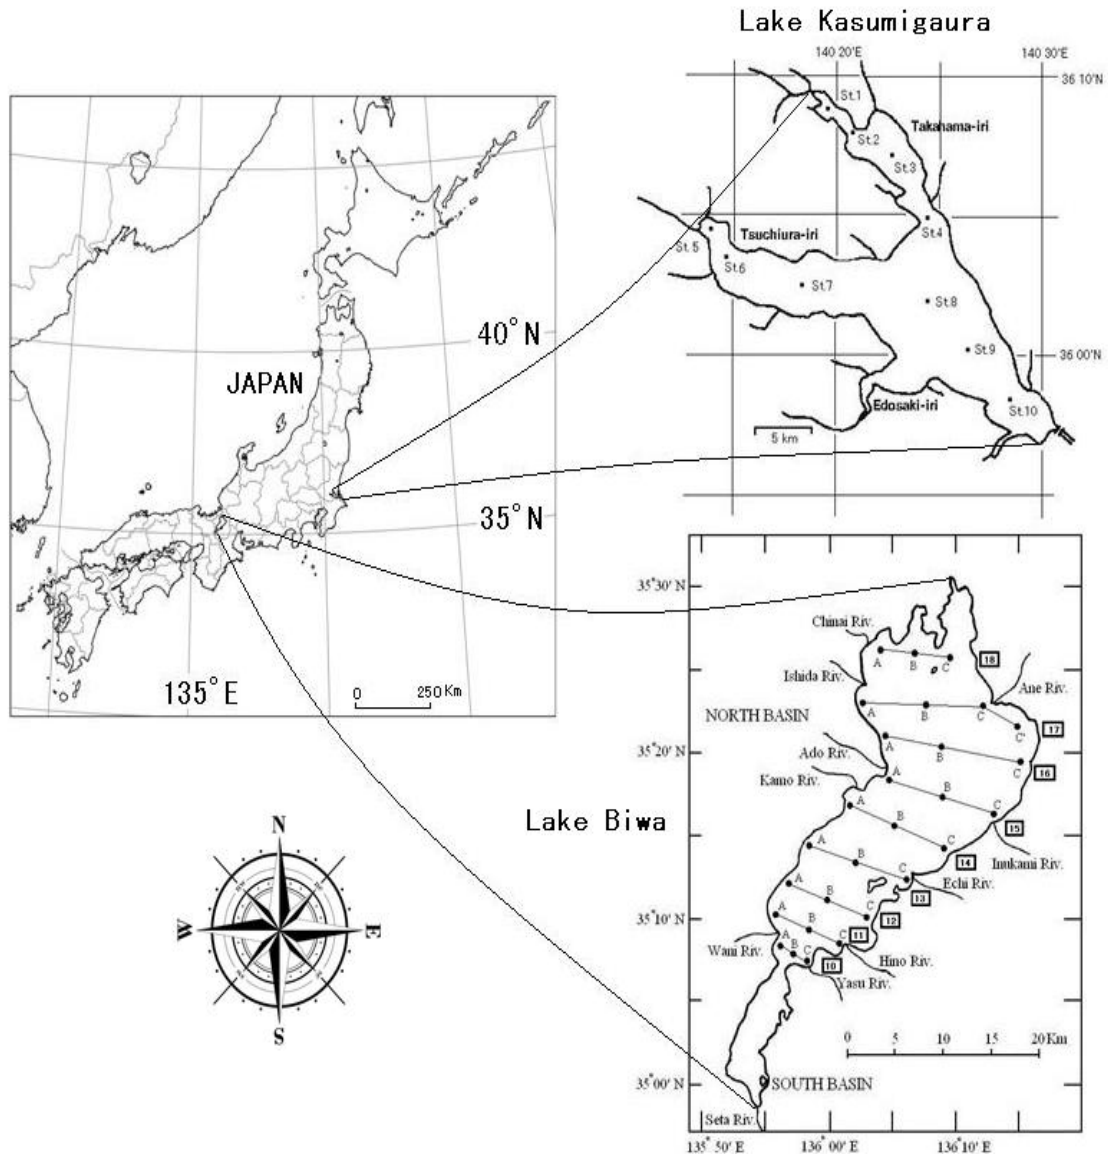 Lake Kasumigaura
140 20'E
140 30'E
36 10'N
St.1
St.2
Takahama-iri
St.3
St.4
St.5
Tsuchiura-iri
St.6
St.7
St.8
St.9
36 00'N
Edosaki-iri
St.10
5 km
40°N
JAPAN
35°N
135°E
0 250 Km
N
W E
S
Lake Biwa
35°30' N
Chinai Riv.
A B C 18
Ishida Riv.
Ane Riv.
NORTH BASIN
A B C
C' 17
35°20' N
Ado Riv.
A B C 16
Kamo Riv.
A B C 15
Inukami Riv.
A B C 14
Echi Riv.
A B C 13
A B C 12
35°10' N
A B C 11
Wani Riv.
Hino Riv.
A B C 10
Yasu Riv.
0 5 10 15 20Km
35°00' N
SOUTH BASIN
Seta Riv.
135°50' E 136°00' E 136°10' E